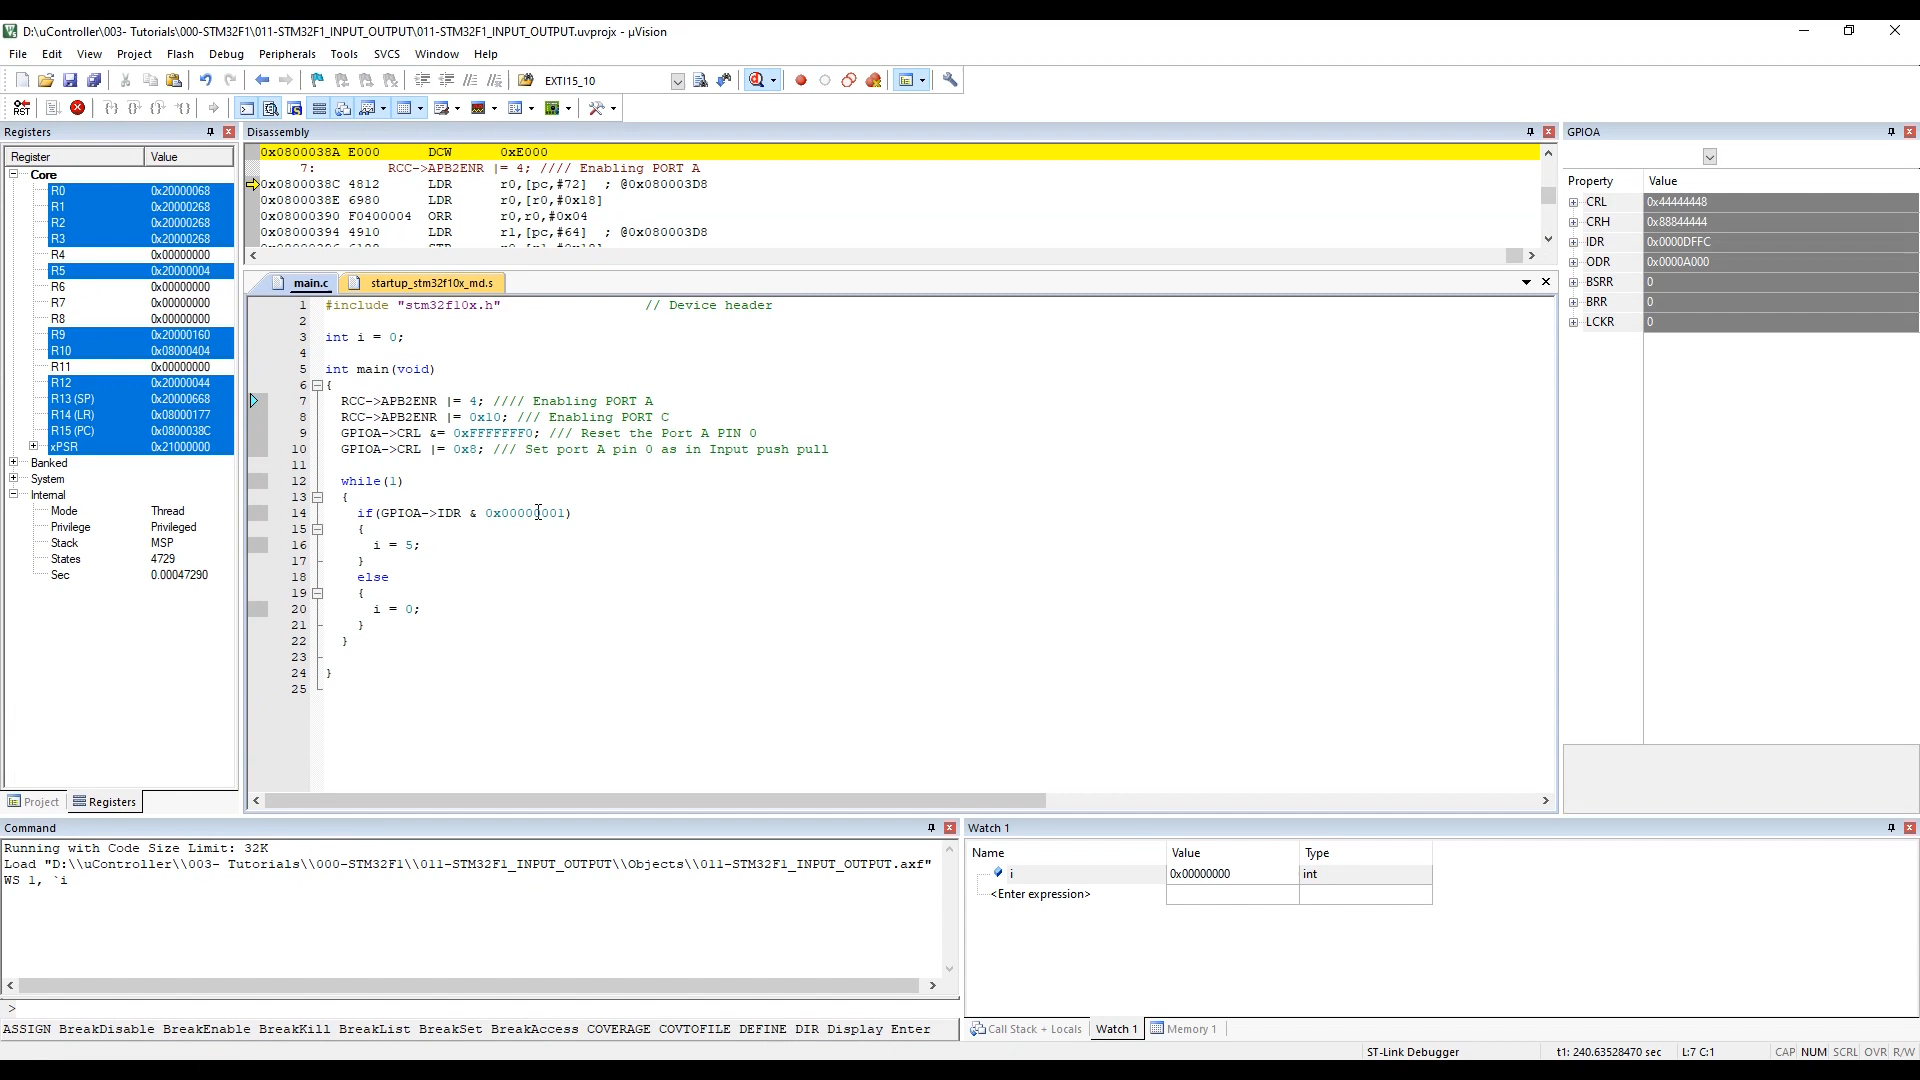 D:\uController\003- Tutorials\000-STM32F1\011-STM32F1_INPUT_OUTPUT\011-STM32F1_INPUT_OUTPUT.uvprojx - µVision
File Edit View Project Flash Debug Peripherals Tools SVCS Window Help
EXTI15_10
RST
Registers
Register Value
Core
R0 0x20000068
R1 0x20000268
R2 0x20000268
R3 0x20000268
R4 0x00000000
R5 0x20000004
R6 0x00000000
R7 0x00000000
R8 0x00000000
R9 0x20000160
R10 0x08000404
R11 0x00000000
R12 0x20000044
R13 (SP) 0x20000668
R14 (LR) 0x08000177
R15 (PC) 0x0800038C
xPSR 0x21000000
Banked
System
Internal
Mode Thread
Privilege Privileged
Stack MSP
States 4729
Sec 0.00047290
Project Registers
Disassembly
0x0800038A E000 DCW 0xE000
7: RCC->APB2ENR |= 4; //// Enabling PORT A
0x0800038C 4812 LDR r0,[pc,#72] ; @0x080003D8
0x0800038E 6980 LDR r0,[r0,#0x18]
0x08000390 F0400004 ORR r0,r0,#0x04
0x08000394 4910 LDR r1,[pc,#64] ; @0x080003D8
main.c startup_stm32f10x_md.s
1 #include "stm32f10x.h" // Device header
2
3 int i = 0;
4
5 int main(void)
6 {
7 RCC->APB2ENR |= 4; //// Enabling PORT A
8 RCC->APB2ENR |= 0x10; /// Enabling PORT C
9 GPIOA->CRL &= 0xFFFFFFF0; /// Reset the Port A PIN 0
10 GPIOA->CRL |= 0x8; /// Set port A pin 0 as in Input push pull
11
12 while(1)
13 {
14 if(GPIOA->IDR & 0x00000001)
15 {
16 i = 5;
17 }
18 else
19 {
20 i = 0;
21 }
22 }
23
24 }
25
GPIOA
Property Value
CRL 0x44444448
CRH 0x88844444
IDR 0x0000DFFC
ODR 0x0000A000
BSRR 0
BRR 0
LCKR 0
Command
Running with Code Size Limit: 32K
Load "D:\\uController\\003- Tutorials\\000-STM32F1\\011-STM32F1_INPUT_OUTPUT\\Objects\\011-STM32F1_INPUT_OUTPUT.axf"
WS 1, `i
>
ASSIGN BreakDisable BreakEnable BreakKill BreakList BreakSet BreakAccess COVERAGE COVTOFILE DEFINE DIR Display Enter
Watch 1
Name Value Type
i 0x00000000 int
<Enter expression>
Call Stack + Locals Watch 1 Memory 1
ST-Link Debugger t1: 240.63528470 sec L:7 C:1 CAP NUM SCRL OVR R/W